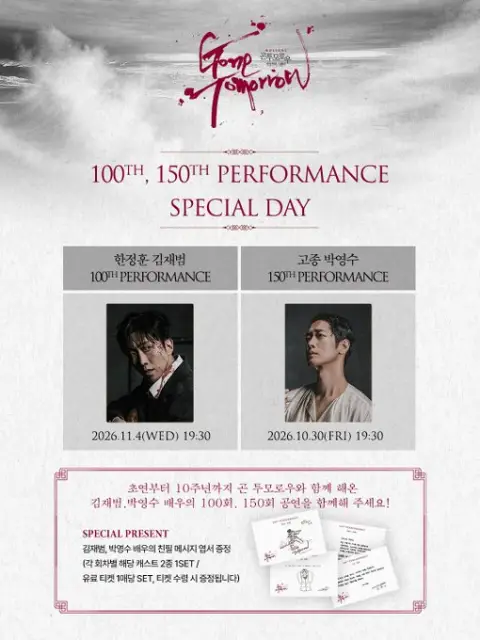 Gone
Tomorrow
100TH, 150TH PERFORMANCE
SPECIAL DAY
한정훈 김재범
100TH PERFORMANCE
고종 박영수
150TH PERFORMANCE
2026.11.4(WED) 19:30
2026.10.30(FRI) 19:30
초연부터 10주년까지 곤 투모로우와 함께 해온
김재범,박영수 배우의 100회, 150회 공연을 함께해 주세요!
SPECIAL PRESENT
김재범, 박영수 배우의 친필 메시지 엽서 증정
(각 회차별 해당 캐스트 2종 1SET /
유료 티켓 1매당 SET, 티켓 수령 시 증정됩니다)